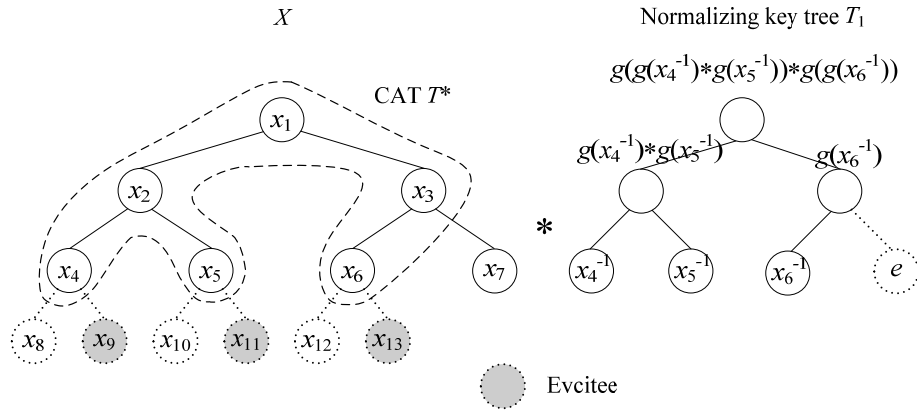 X
Normalizing key tree T₁
g(g(x₄⁻¹)*g(x₅⁻¹))*g(g(x₆⁻¹))
CAT T*
x₁
g(x₄⁻¹)*g(x₅⁻¹)
g(x₆⁻¹)
x₂
x₃
*
x₄
x₅
x₆
x₇
x₄⁻¹
x₅⁻¹
x₆⁻¹
e
x₈
x₉
x₁₀
x₁₁
x₁₂
x₁₃
Evcitee